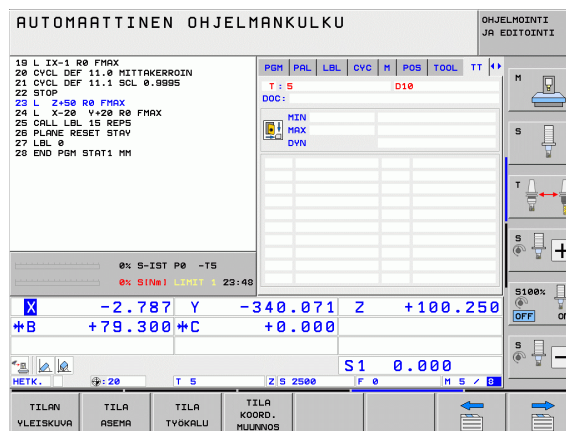 AUTOMAATTINEN OHJELMANKULKU
OHJELMOINTI
JA EDITOINTI
19 L IX-1 R0 FMAX
20 CYCL DEF 11.0 MITTAKERROIN
21 CYCL DEF 11.1 SCL 0.9995
22 STOP
23 L Z+50 R0 FMAX
24 L X-20 Y+20 R0 FMAX
25 CALL LBL 15 REP5
26 PLANE RESET STAY
27 LBL 0
28 END PGM STAT1 MM
PGM PAL LBL CYC M POS TOOL TT
T : 5 D10
DOC:
MIN
MAX
DYN
M
S
T
S
S100%
OFF ON
S
0% S-IST P0 -T5
0% S[Nm] LIMIT 1 23:48
X -2.787 Y -340.071 Z +100.250
B +79.300 C +0.000
S1 0.000
HETK. : 20 T 5 Z S 2500 F 0 M 5 / 8
TILAN YLEISKUVA
TILA ASEMA
TILA TYÖKALU
TILA KOORD. MUUNNOS